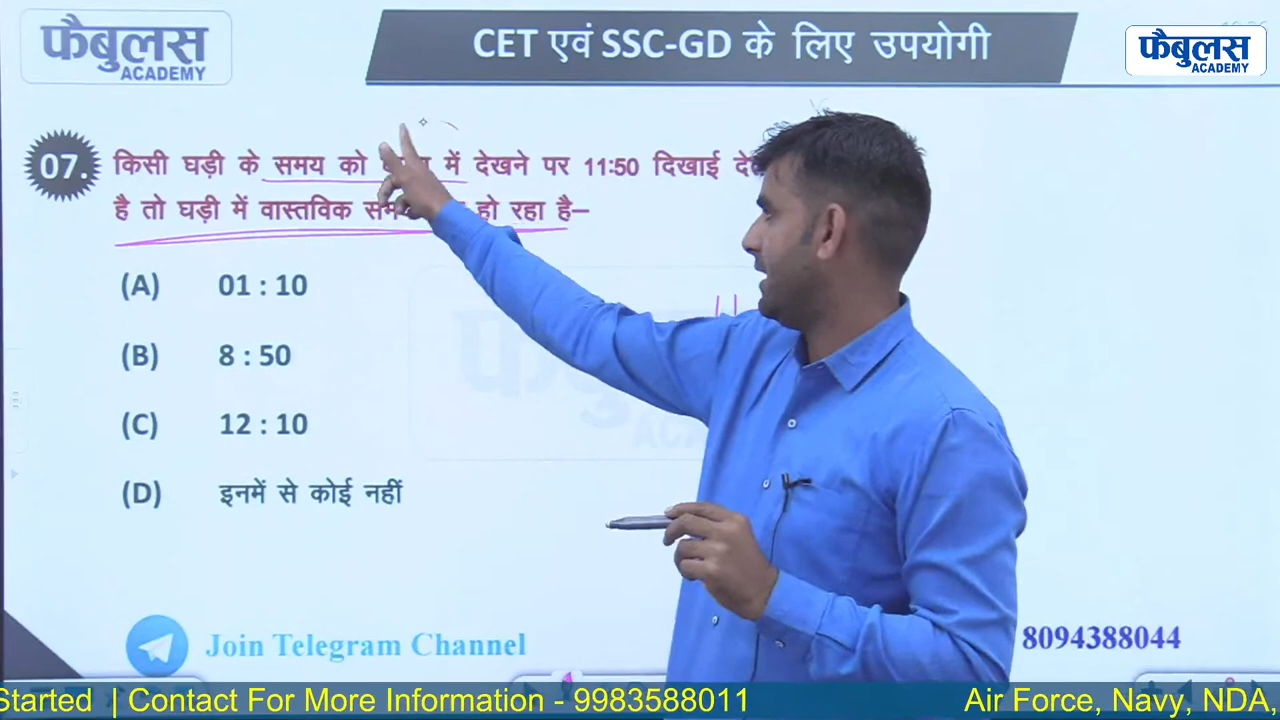 फैबुलस
ACADEMY
CET एवं SSC-GD के लिए उपयोगी
फैबुलस
ACADEMY
07. किसी घड़ी के समय को में देखने पर 11:50 दिखाई
है तो घड़ी में वास्तविक हो रहा है–
(A) 01 : 10
(B) 8 : 50
(C) 12 : 10
(D) इनमें से कोई नहीं
Join Telegram Channel
8094388044
Started | Contact For More Information - 9983588011
Air Force, Navy, NDA,